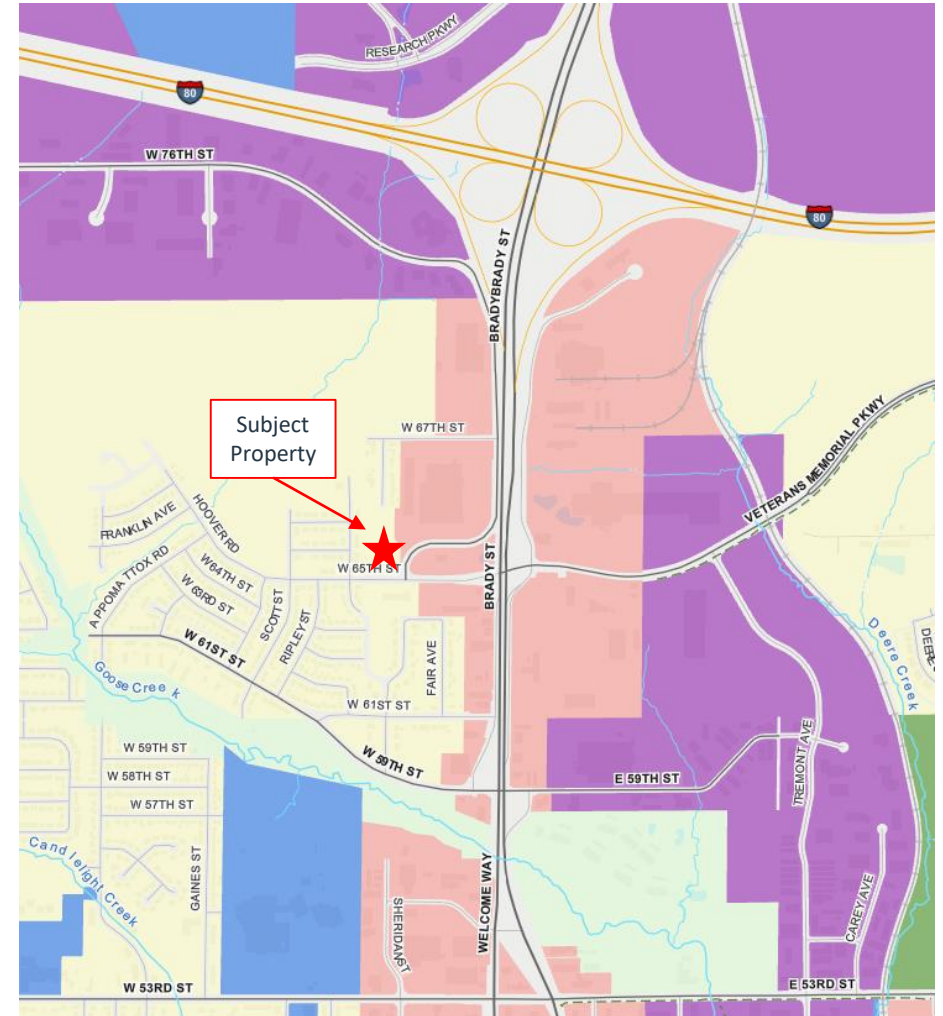 RESEARCH PKWY
80
W 76TH ST
80
BRADYBRADY ST
Subject
Property
W 67TH ST
VETERANS MEMORIAL PKWY
HOOVER RD
FRANKLIN AVE
W 65TH ST
BRADY ST
APPOMATTOX RD
W 64TH ST
W 63RD ST
SCOTT ST
RIPLEY ST
W 61ST ST
FAIR AVE
Deere Creek
DEERE
Goose Creek
W 61ST ST
W 59TH ST
W 59TH ST
W 58TH ST
E 59TH ST
TREMONT AVE
W 57TH ST
Candlelight Creek
GAINES ST
WELCOME WAY
SHERIDAN ST
CAREY AVE
W 53RD ST
E 53RD ST